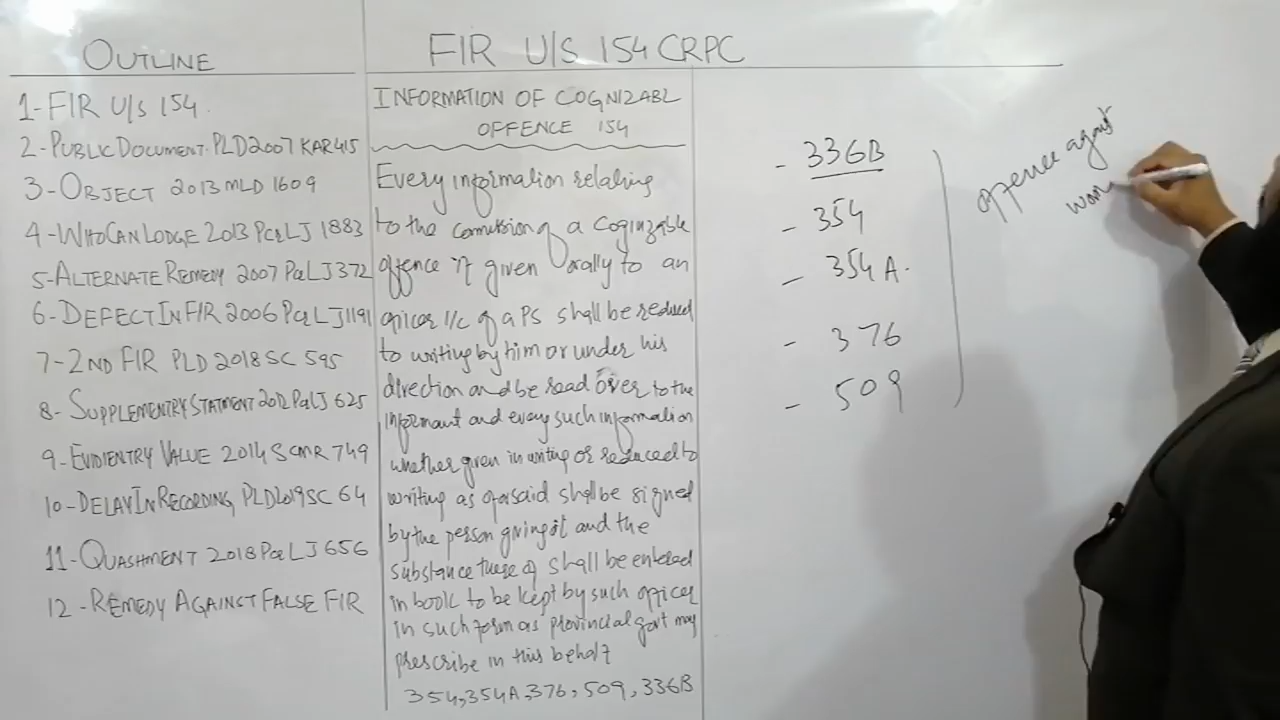 OUTLINE
1-FIR U/S 154.
2-PUBLIC DOCUMENT. PLD 2007 KAR 415
3-OBJECT 2013 MLD 1609
4-WHO CAN LODGE 2013 PCRLJ 1883
5-ALTERNATE REMEDY 2007 PCRLJ 372
6-DEFECT IN FIR 2006 PCRLJ 1191
7-2ND FIR PLD 2018 SC 595
8-SUPPLEMENTRY STATMENT 2012 PCRLJ 625
9-EVIDIENTRY VALUE 2014 SCMR 749
10-DELAY IN RECORDING PLD 2019 SC 64
11-QUASHMENT 2018 PCRLJ 656
12-REMEDY AGAINST FALSE FIR
FIR U/S 154 CRPC
INFORMATION OF COGNIZABL
OFFENCE 154
Every information relating
to the commission of a Cognizable
offence if given orally to an
officer I/C of a PS shall be reduced
to writing by him or under his
direction and be read over to the
informant and every such information
whether given in writing or reduced to
writing as aforesaid shall be signed
by the person giving it and the
substance there of shall be entered
in book to be kept by such officer
in such form as provincial govt may
prescribe in this behalf
354, 354A, 376, 509, 336B
- 336B
- 354
- 354A.
- 376
- 509
offence against
wom